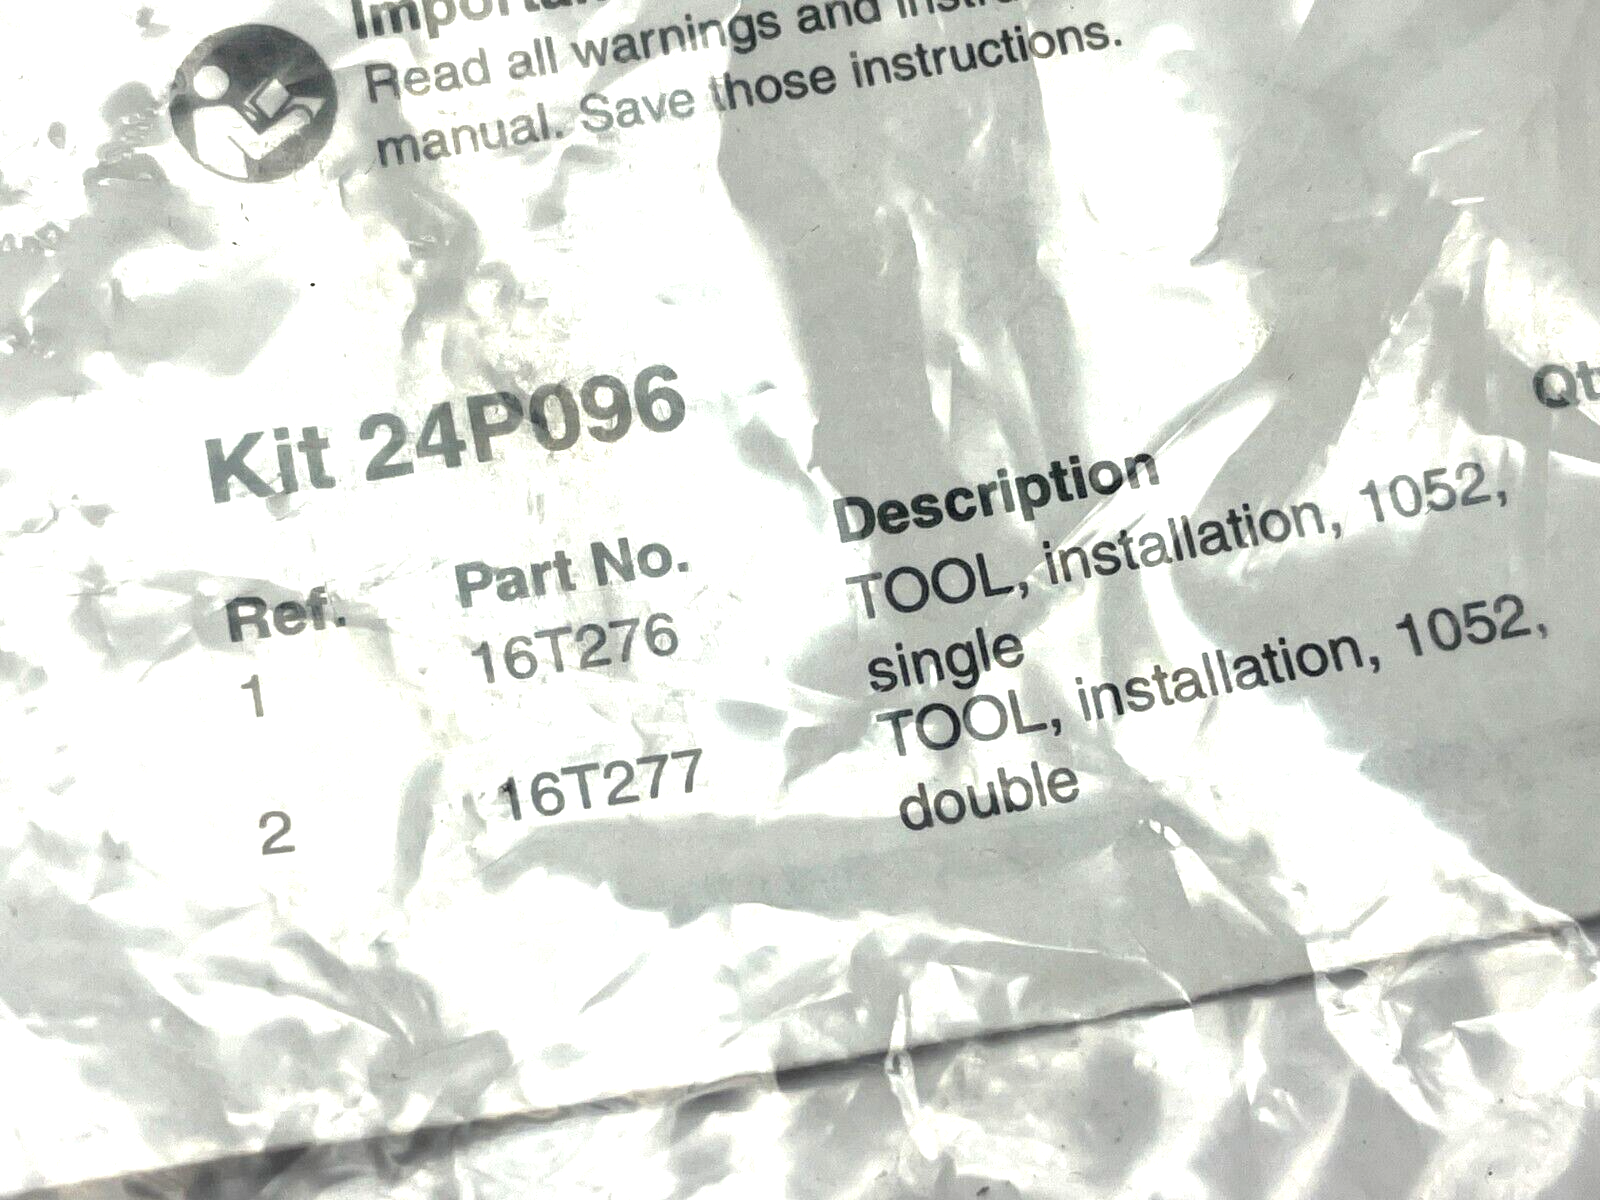 Read all warnings and
manual. Save those instructions.
Kit 24P096
Qty
Ref. Part No. Description
1 16T276 TOOL, installation, 1052,
single
2 16T277 TOOL, installation, 1052,
double